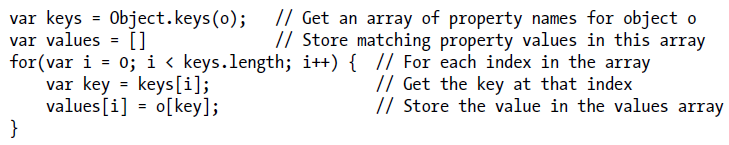 var keys = Object.keys(o);   // Get an array of property names for object o
var values = []              // Store matching property values in this array
for(var i = 0; i < keys.length; i++) {  // For each index in the array
    var key = keys[i];                  // Get the key at that index
    values[i] = o[key];                 // Store the value in the values array
}